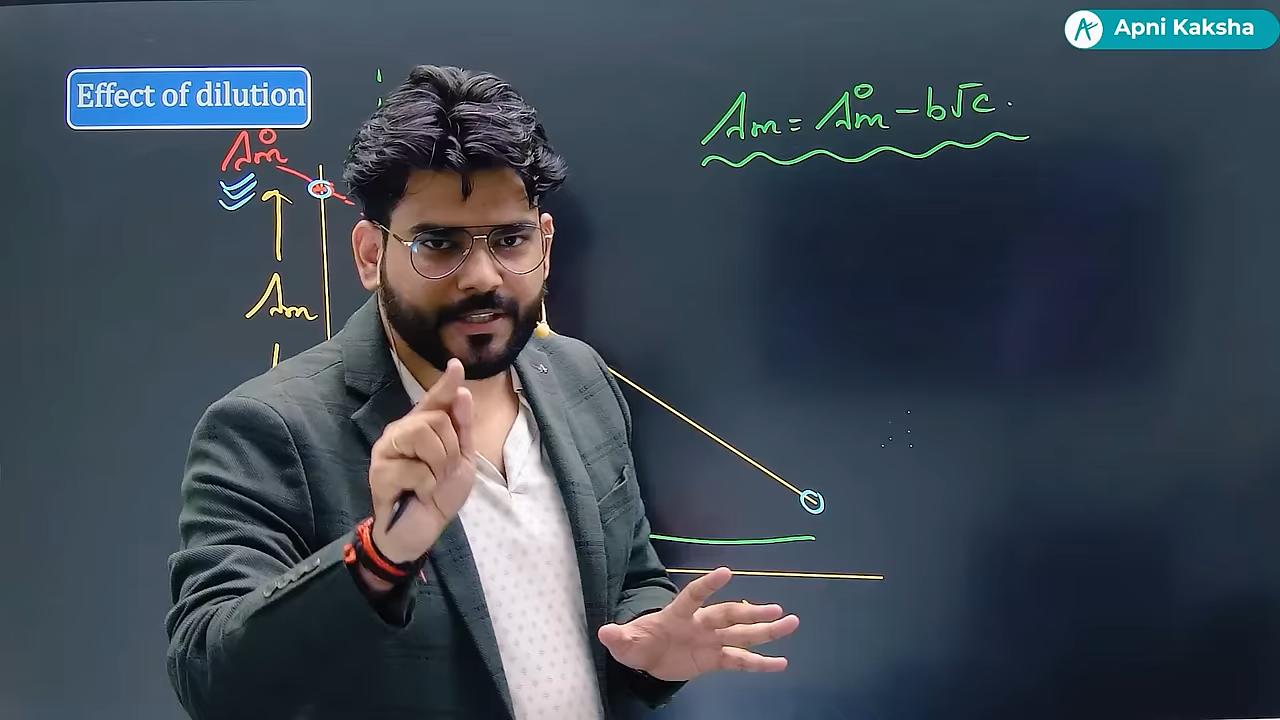 Apni Kaksha
Effect of dilution
Λm = Λ°m - b√c.
Λ°m
Λm